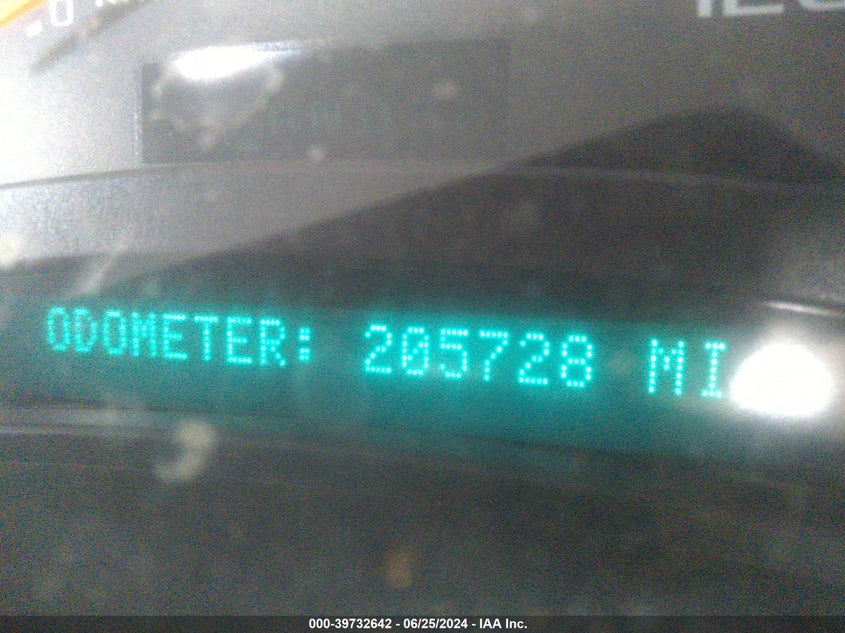 ODOMETER: 205728 MI
000-39732642 - 06/25/2024 - IAA Inc.